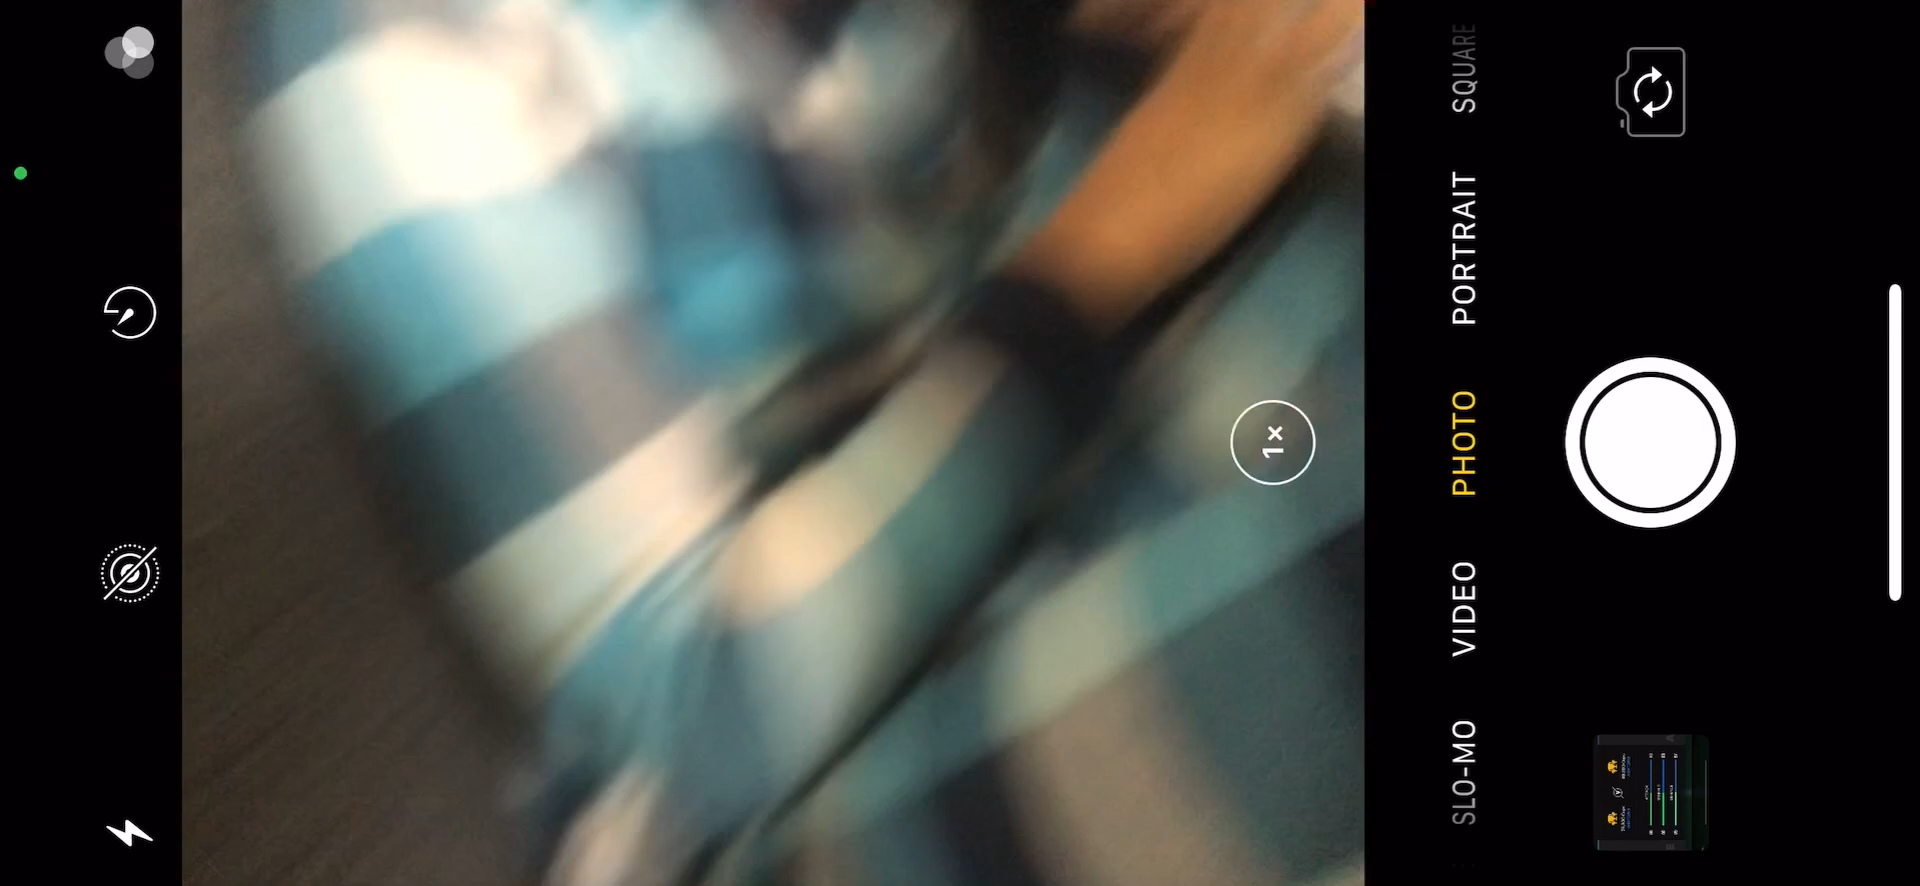 SQUARE
PORTRAIT
PHOTO
VIDEO
SLO-MO
1×